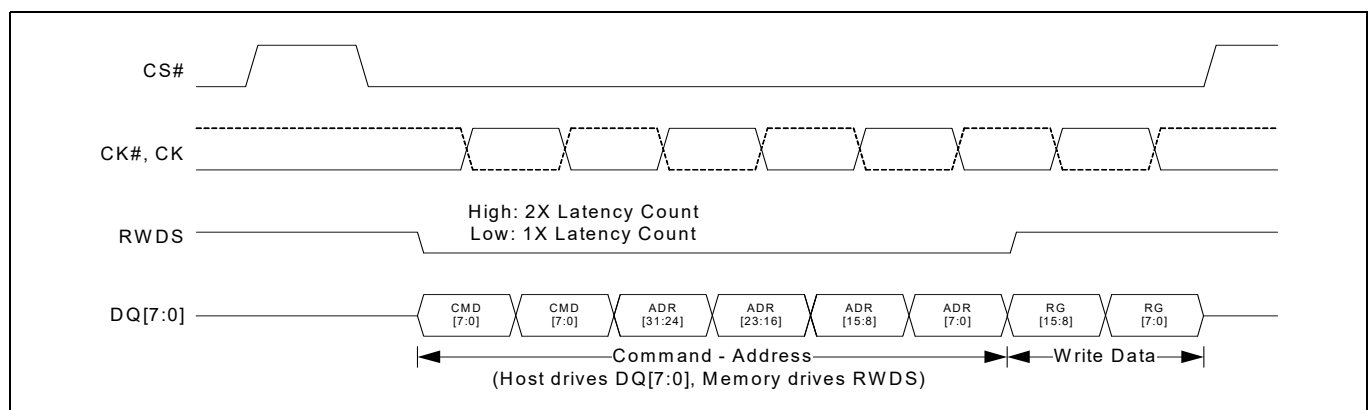 CS#
CK#, CK
High: 2X Latency Count
Low: 1X Latency Count
RWDS
DQ[7:0]
CMD [7:0]
CMD [7:0]
ADR [31:24]
ADR [23:16]
ADR [15:8]
ADR [7:0]
RG [15:8]
RG [7:0]
Command - Address
Write Data
(Host drives DQ[7:0], Memory drives RWDS)